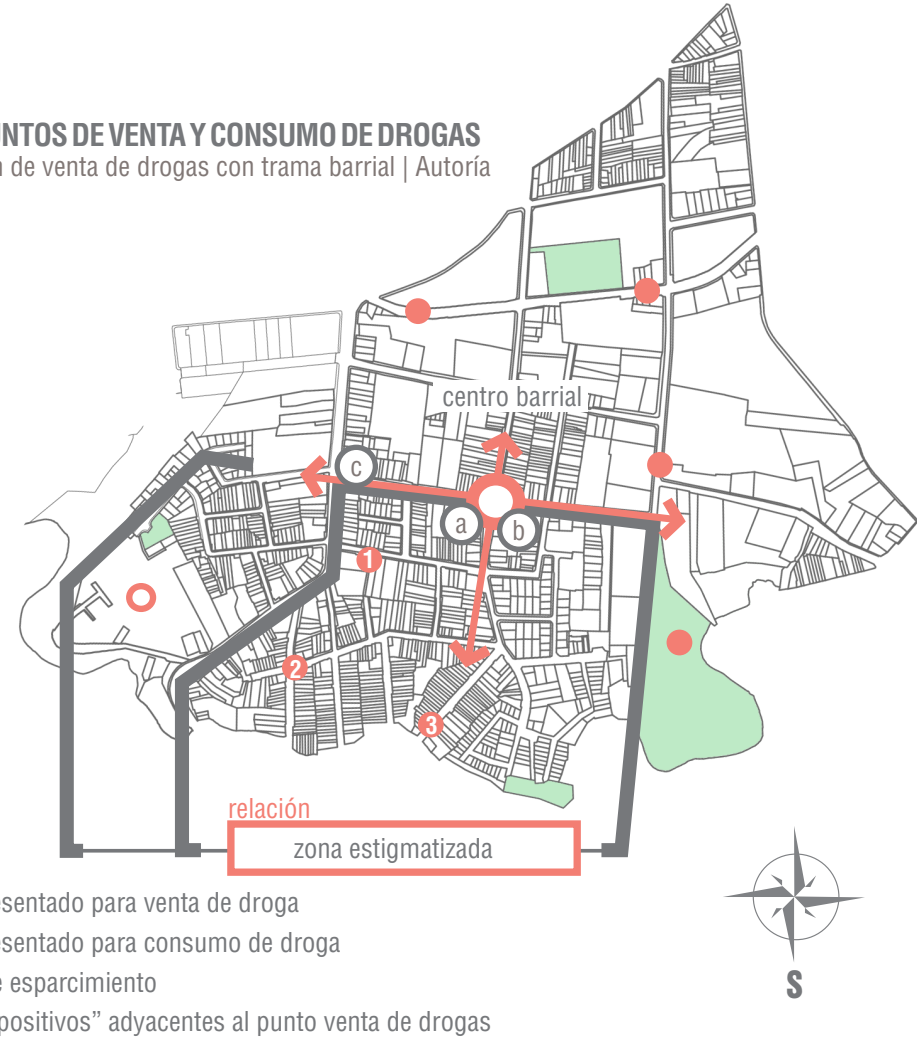 UNTOS DE VENTA Y CONSUMO DE DROGAS
n de venta de drogas con trama barrial | Autoría
centro barrial
c
a
b
1
2
3
relación
zona estigmatizada
esentado para venta de droga
esentado para consumo de droga
e esparcimiento
positivos” adyacentes al punto venta de drogas
S